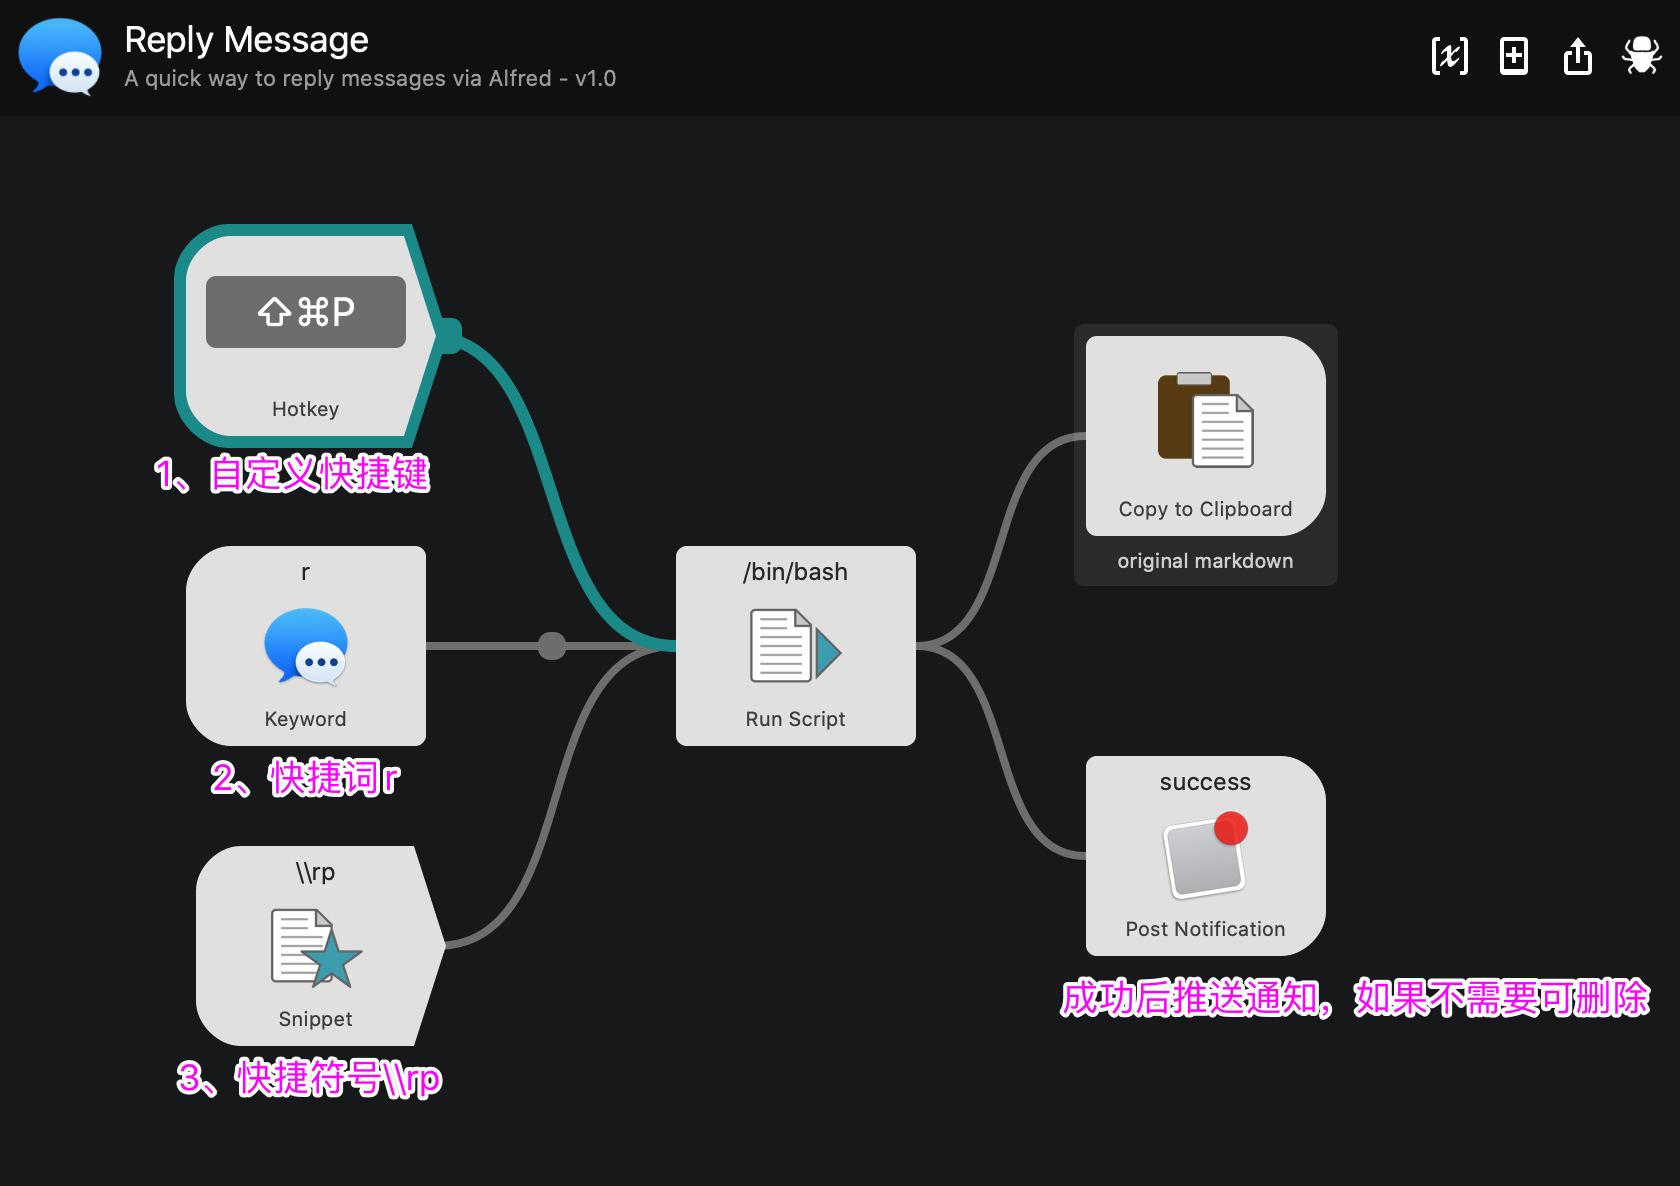 Reply Message
A quick way to reply messages via Alfred - v1.0
⇧⌘P
Hotkey
1、自定义快捷键
r
Keyword
2、快捷词r
\\rp
Snippet
3、快捷符号\\rp
/bin/bash
Run Script
Copy to Clipboard
original markdown
success
Post Notification
成功后推送通知，如果不需要可删除